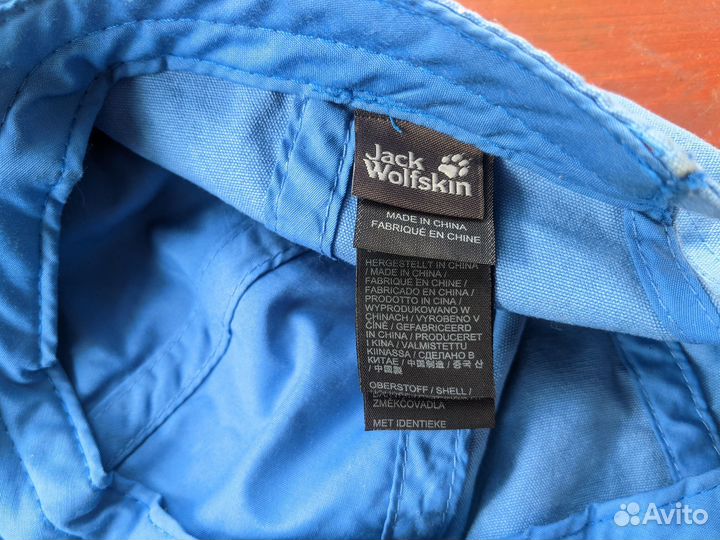 Jack
Wolfskin
MADE IN CHINA
FABRIQUÉ EN CHINE
HERGESTELLT IN CHINA
/ MADE IN CHINA /
FABRIQUÉ EN CHINE /
FABRICADO EN CHINA /
PRODOTTO IN CINA /
WYPRODUKOWANO W
CHINACH / VYROBENO V
ČÍNĚ / GEFABRICEERD
IN CHINA / PRODUCERET
I KINA / VALMISTETTU
KIINASSA / СДЕЛАНО В
КИТАЕ / 中国制造 / 중국 산
/ 中國製
OBERSTOFF / SHELL /
ZMĚKČOVADLA
MET IDENTIEKE
Avito